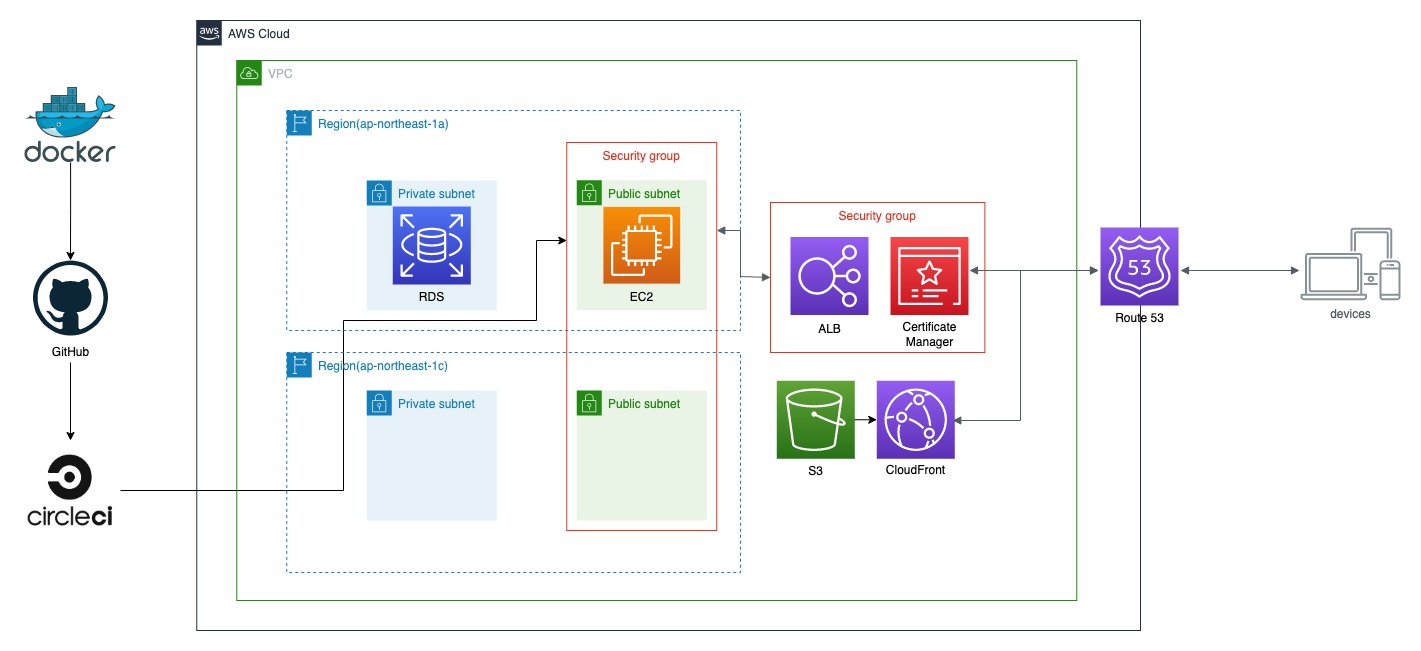 aws
AWS Cloud
VPC
docker
GitHub
circleci
Region(ap-northeast-1a)
Private subnet
RDS
Security group
Public subnet
EC2
Region(ap-northeast-1c)
Private subnet
Public subnet
Security group
ALB
Certificate
Manager
S3
CloudFront
53
Route 53
devices